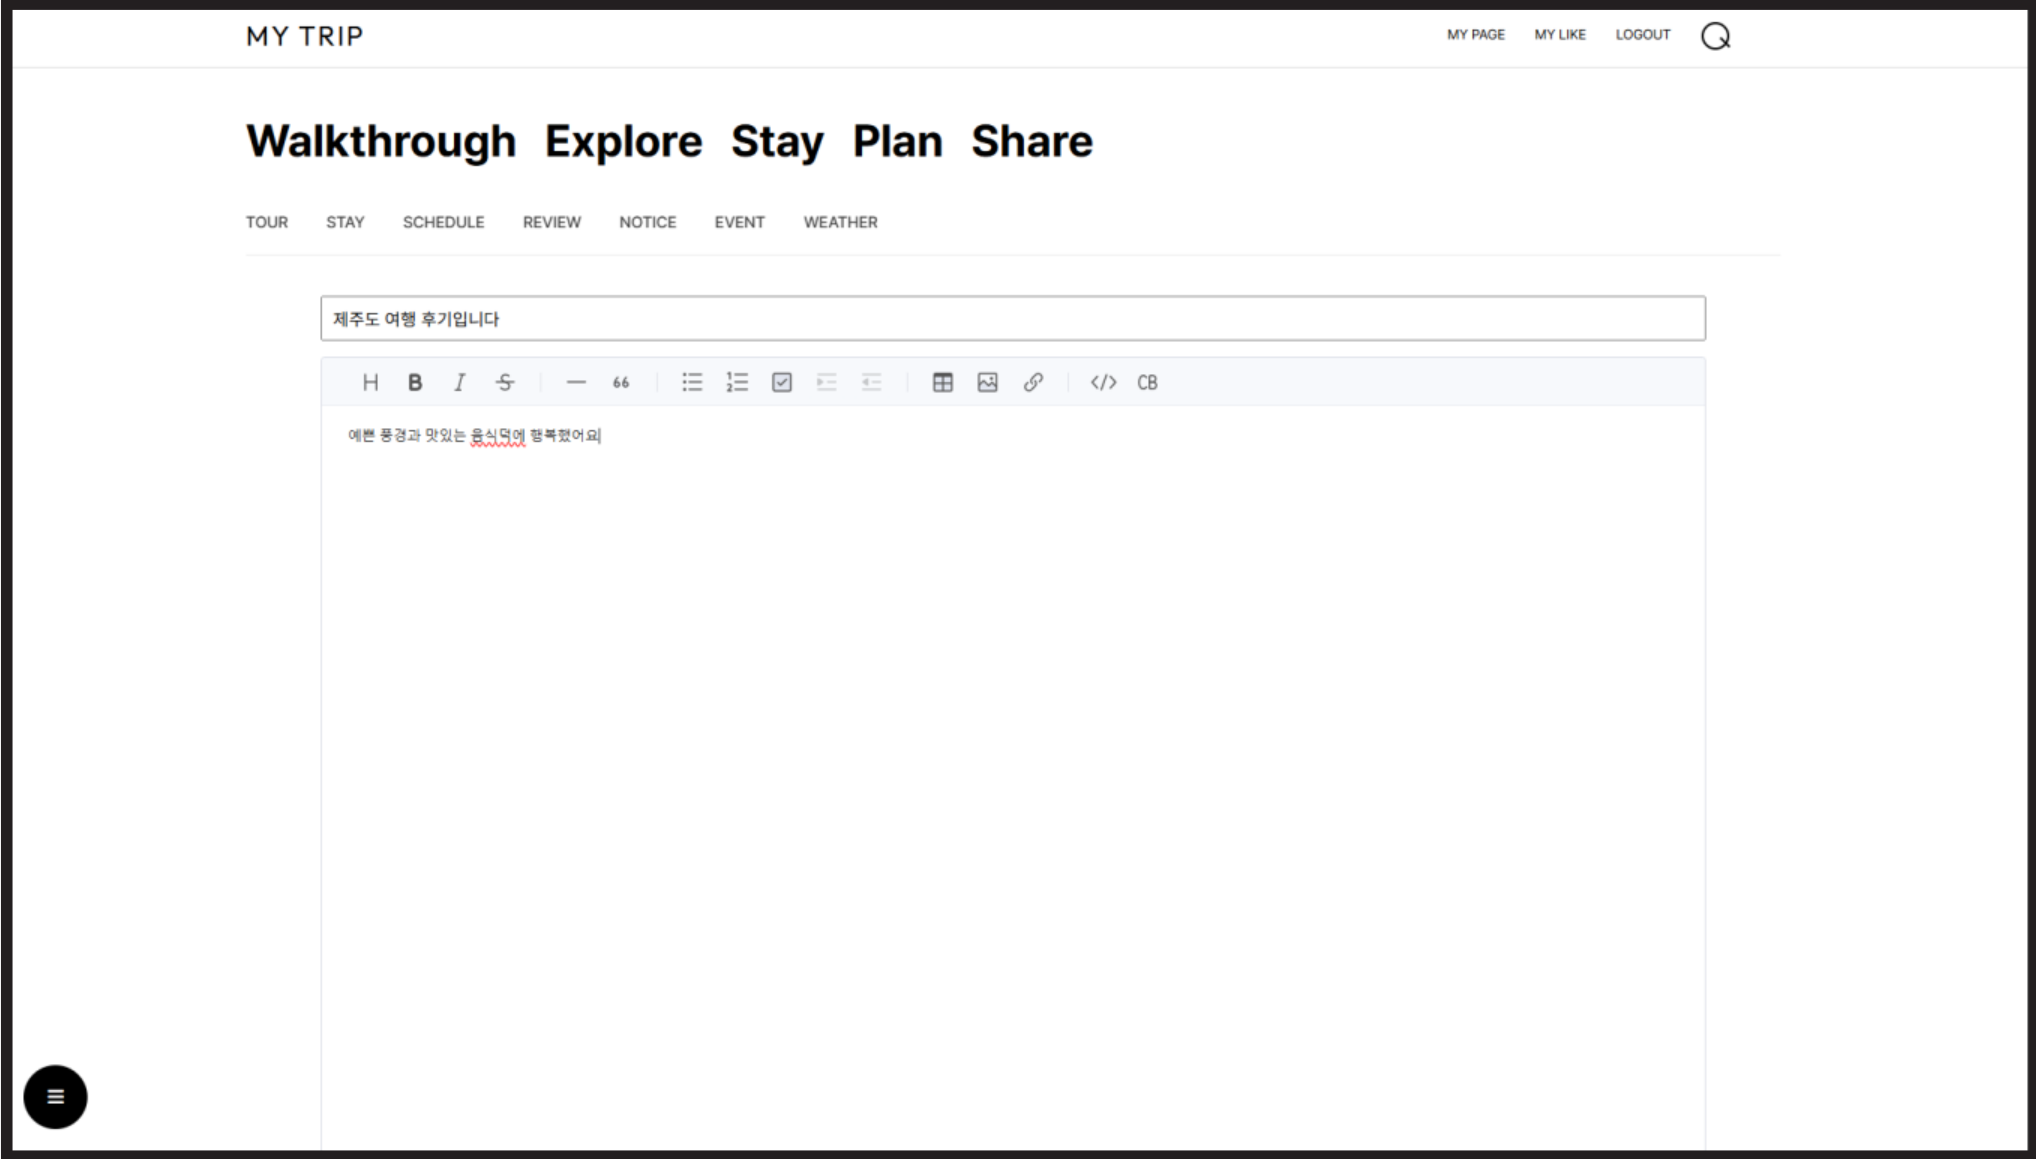 MY TRIP
MY PAGE MY LIKE LOGOUT
Walkthrough Explore Stay Plan Share
TOUR STAY SCHEDULE REVIEW NOTICE EVENT WEATHER
제주도 여행 후기입니다
H B I S 66 </> CB
예쁜 풍경과 맛있는 음식덕에 행복했어요